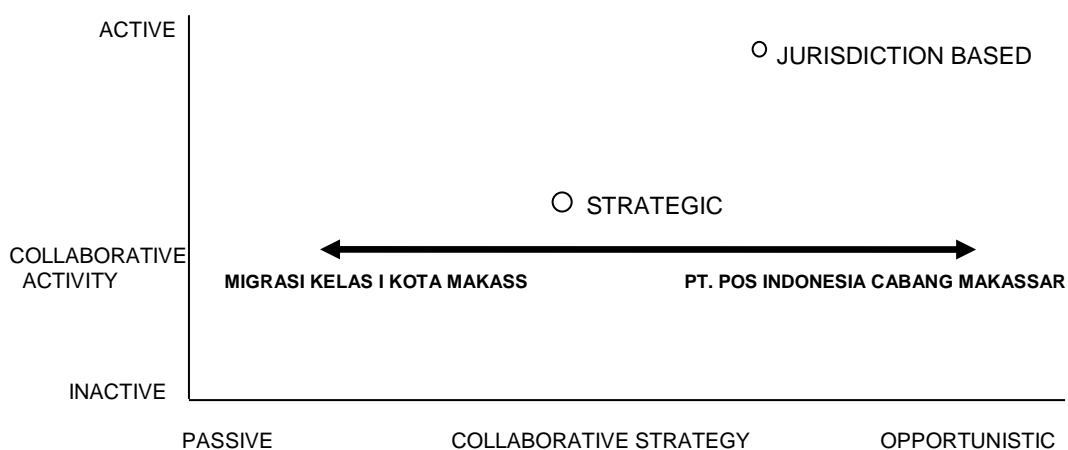 ACTIVE
JURISDICTION BASED
STRATEGIC
COLLABORATIVE
ACTIVITY
MIGRASI KELAS I KOTA MAKASS
PT. POS INDONESIA CABANG MAKASSAR
INACTIVE
PASSIVE
COLLABORATIVE STRATEGY
OPPORTUNISTIC